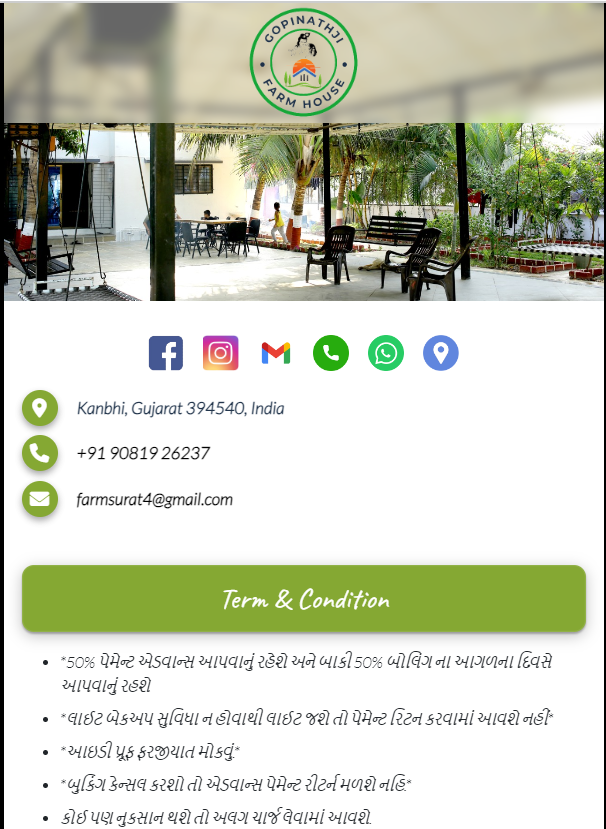 GOPINATHJI
FARM HOUSE
Kanbhi, Gujarat 394540, India
+91 90819 26237
farmsurat4@gmail.com
Term & Condition
*50% પેમેન્ટ એડવાન્સ આપવાનું રહેશે અને બાકી 50% બોલિંગ ના આગળના દિવસે
આપવાનું રહશે
*લાઈટ બેકઅપ સુવિધા ન હોવાથી લાઈટ જશે તો પેમેન્ટ રિટન કરવામાં આવશે નહીં*
*આઇડી પ્રૂફ ફરજીયાત મોકવું.*
*બુકિંગ કેન્સલ કરશો તો એડવાન્સ પેમેન્ટ રીટર્ન મળશે નહિ.*
કોઈ પણ નુકસાન થશે તો અલગ ચાર્જ લેવામાં આવશે.